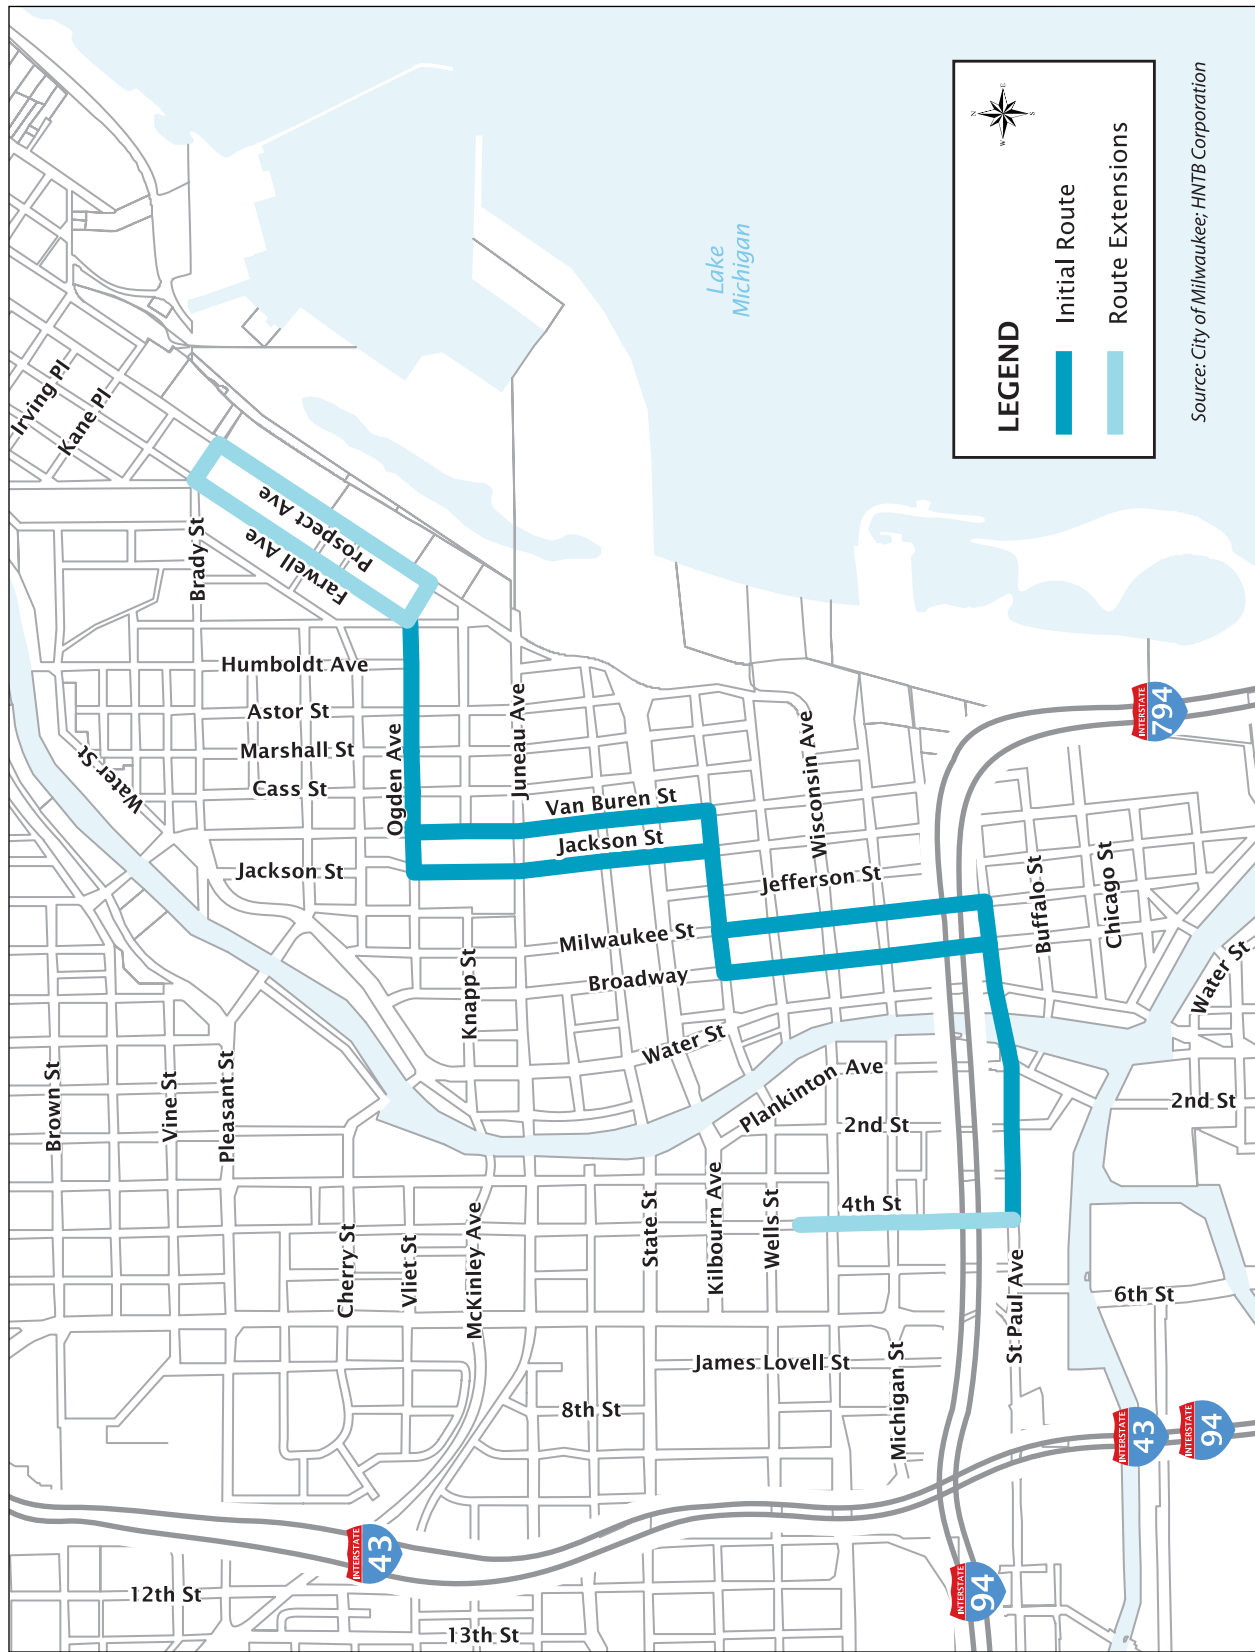 Irving Pl
Kane Pl
Brady St
Prospect Ave
Farwell Ave
Humboldt Ave
Astor St
Marshall St
Cass St
Jackson St
Water St
Ogden Ave
Juneau Ave
Van Buren St
Jackson St
Wisconsin Ave
Jefferson St
Milwaukee St
Broadway
Knapp St
Water St
Plankinton Ave
2nd St
4th St
Brown St
Vine St
Pleasant St
Cherry St
Vliet St
McKinley Ave
State St
Kilbourn Ave
Wells St
James Lovell St
8th St
Michigan St
St Paul Ave
6th St
2nd St
Water St
Buffalo St
Chicago St
12th St
13th St
INTERSTATE
43
INTERSTATE
94
INTERSTATE
43
INTERSTATE
94
INTERSTATE
794
Lake
Michigan
LEGEND
Initial Route
Route Extensions
N
E
S
W
Source: City of Milwaukee; HNTB Corporation